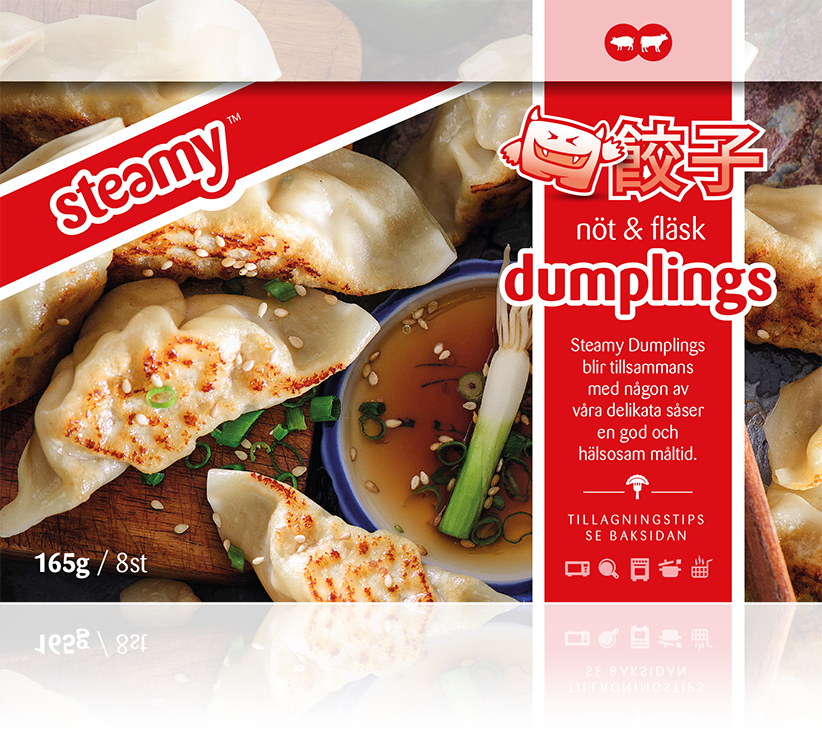 steamy™
餃子
nöt & fläsk
dumplings
Steamy Dumplings
blir tillsammans
med någon av
våra delikata såser
en god och
hälsosam måltid.
TILLAGNINGSTIPS
SE BAKSIDAN
165g / 8st